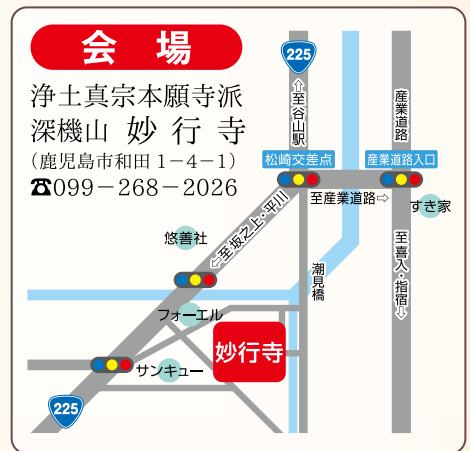 会場
浄土真宗本願寺派
深機山 妙行寺
（鹿児島市和田1－4－1）
☎099－268－2026
225
⇧至谷山駅
産業道路
松崎交差点
産業道路入口
至産業道路⇨
すき家
⇦至坂之上・平川
悠善社
潮見橋
至喜入・指宿⇨
フォーエル
妙行寺
サンキュー
225